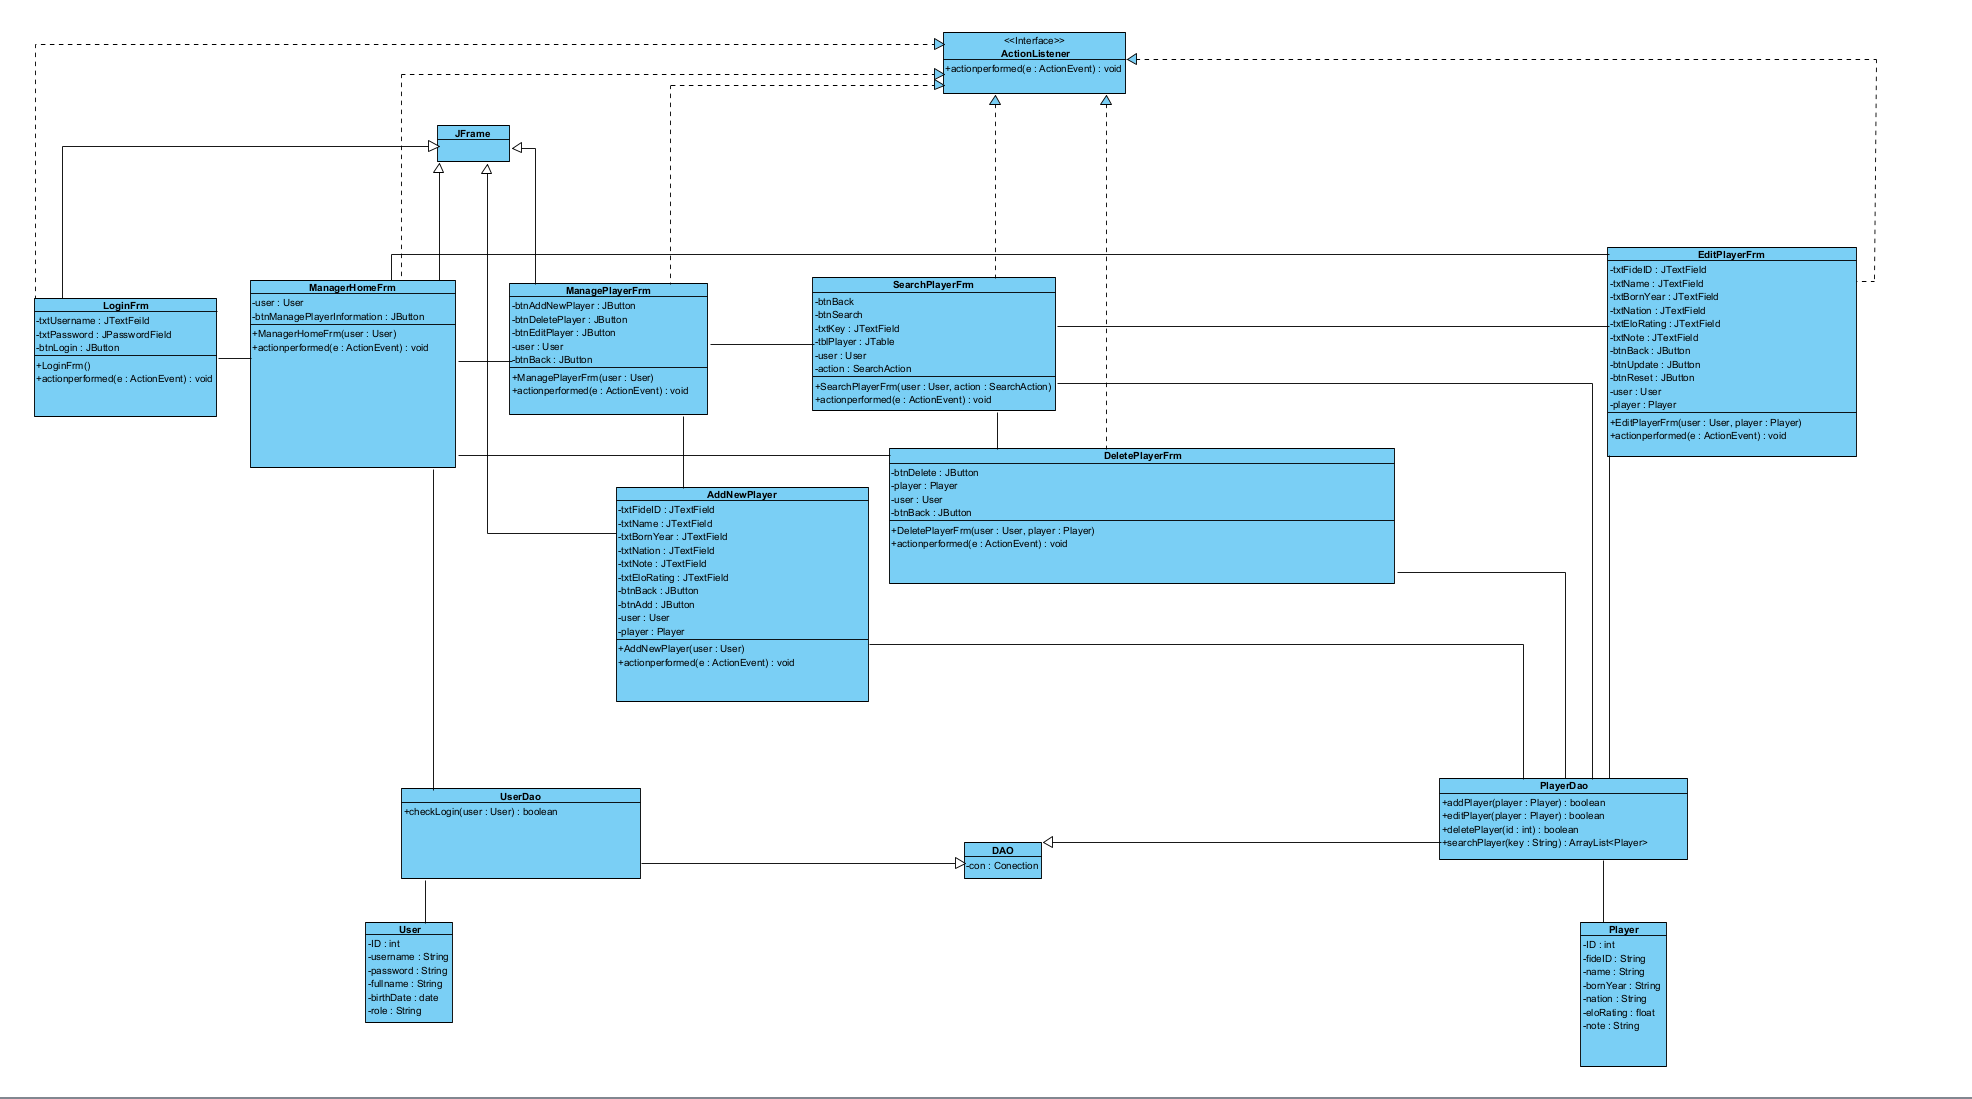 <<Interface>>
ActionListener
+actionperformed(e : ActionEvent) : void
JFrame
LoginFrm
-txtUsername : JTextFeild
-txtPassword : JPasswordField
-btnLogin : JButton
+LoginFrm()
+actionperformed(e : ActionEvent) : void
ManagerHomeFrm
-user : User
-btnManagePlayerInformation : JButton
+ManagerHomeFrm(user : User)
+actionperformed(e : ActionEvent) : void
ManagePlayerFrm
-btnAddNewPlayer : JButton
-btnDeletePlayer : JButton
-btnEditPlayer : JButton
-user : User
-btnBack : JButton
+ManagePlayerFrm(user : User)
+actionperformed(e : ActionEvent) : void
SearchPlayerFrm
-btnBack
-btnSearch
-txtKey : JTextField
-tblPlayer : JTable
-user : User
-action : SearchAction
+SearchPlayerFrm(user : User, action : SearchAction)
+actionperformed(e : ActionEvent) : void
EditPlayerFrm
-txtFideID : JTextField
-txtName : JTextField
-txtBornYear : JTextField
-txtNation : JTextField
-txtEloRating : JTextField
-txtNote : JTextField
-btnBack : JButton
-btnUpdate : JButton
-btnReset : JButton
-user : User
-player : Player
+EditPlayerFrm(user : User, player : Player)
+actionperformed(e : ActionEvent) : void
DeletePlayerFrm
-btnDelete : JButton
-player : Player
-user : User
-btnBack : JButton
+DeletePlayerFrm(user : User, player : Player)
+actionperformed(e : ActionEvent) : void
AddNewPlayer
-txtFideID : JTextField
-txtName : JTextField
-txtBornYear : JTextField
-txtNation : JTextField
-txtNote : JTextField
-txtEloRating : JTextField
-btnBack : JButton
-btnAdd : JButton
-user : User
-player : Player
+AddNewPlayer(user : User)
+actionperformed(e : ActionEvent) : void
UserDao
+checkLogin(user : User) : boolean
DAO
-con : Conection
PlayerDao
+addPlayer(player : Player) : boolean
+editPlayer(player : Player) : boolean
+deletePlayer(id : int) : boolean
+searchPlayer(key : String) : ArrayList<Player>
User
-ID : int
-username : String
-password : String
-fullname : String
-birthDate : date
-role : String
Player
-ID : int
-fideID : String
-name : String
-bornYear : String
-nation : String
-eloRating : float
-note : String